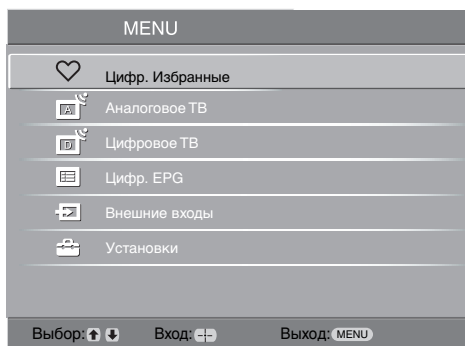 MENU
Цифр. Избранные
Аналоговое ТВ
Цифровое ТВ
Цифр. EPG
Внешние входы
Установки
Выбор: Вход: Выход: MENU